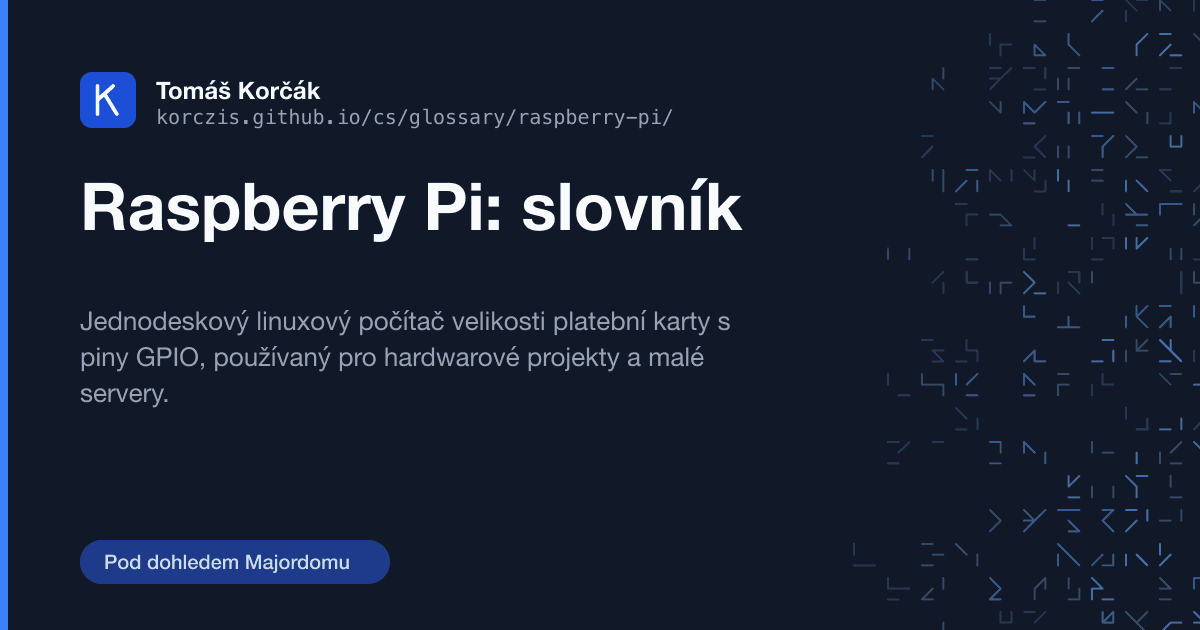 K
Tomáš Korčák
korczis.github.io/cs/glossary/raspberry-pi/
Raspberry Pi: slovník
Jednodeskový linuxový počítač velikosti platební karty s
piny GPIO, používaný pro hardwarové projekty a malé
servery.
Pod dohledem Majordomu